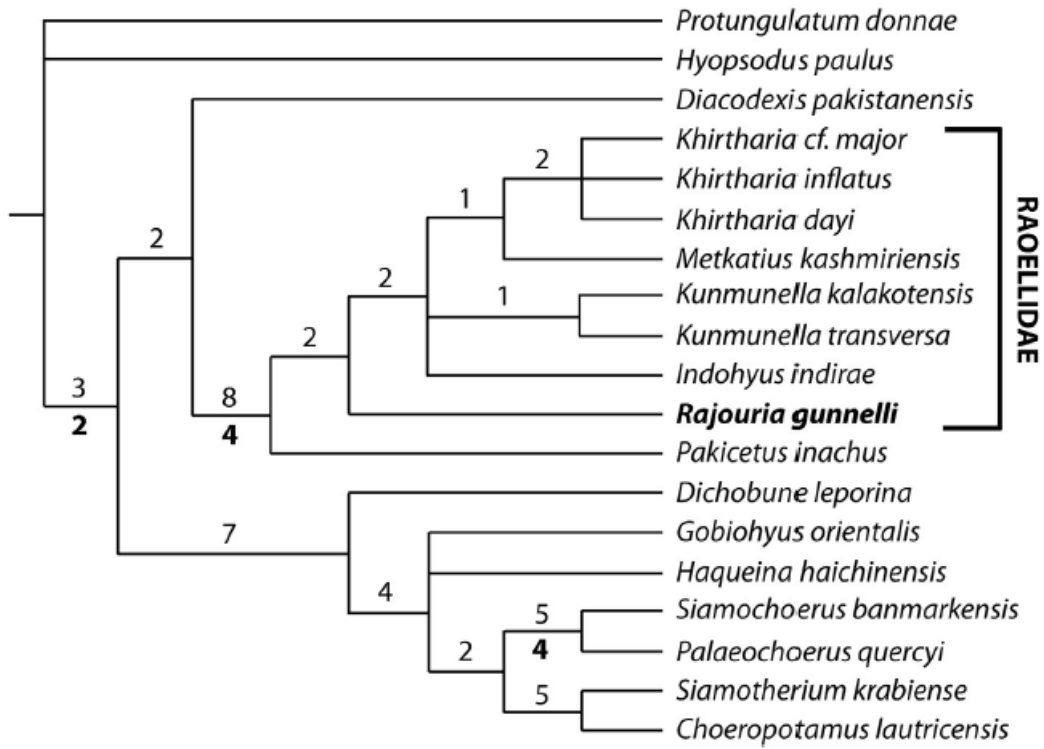 Protungulatum donnae
Hyopsodus paulus
Diacodexis pakistanensis
Khirtharia cf. major
2
Khirtharia inflatus
1
Khirtharia dayi
2
Metkatius kashmiriensis
2
1
Kunmunella kalakotensis
2
Kunmunella transversa
Indohyus indirae
3
8
Rajouria gunnelli
2
4
RAOELLIDAE
Pakicetus inachus
Dichobune leporina
7
Gobiohyus orientalis
Haqueina haichinensis
4
5
Siamochoerus banmarkensis
2
4
Palaeochoerus quercyi
5
Siamotherium krabiense
Choeropotamus lautricensis